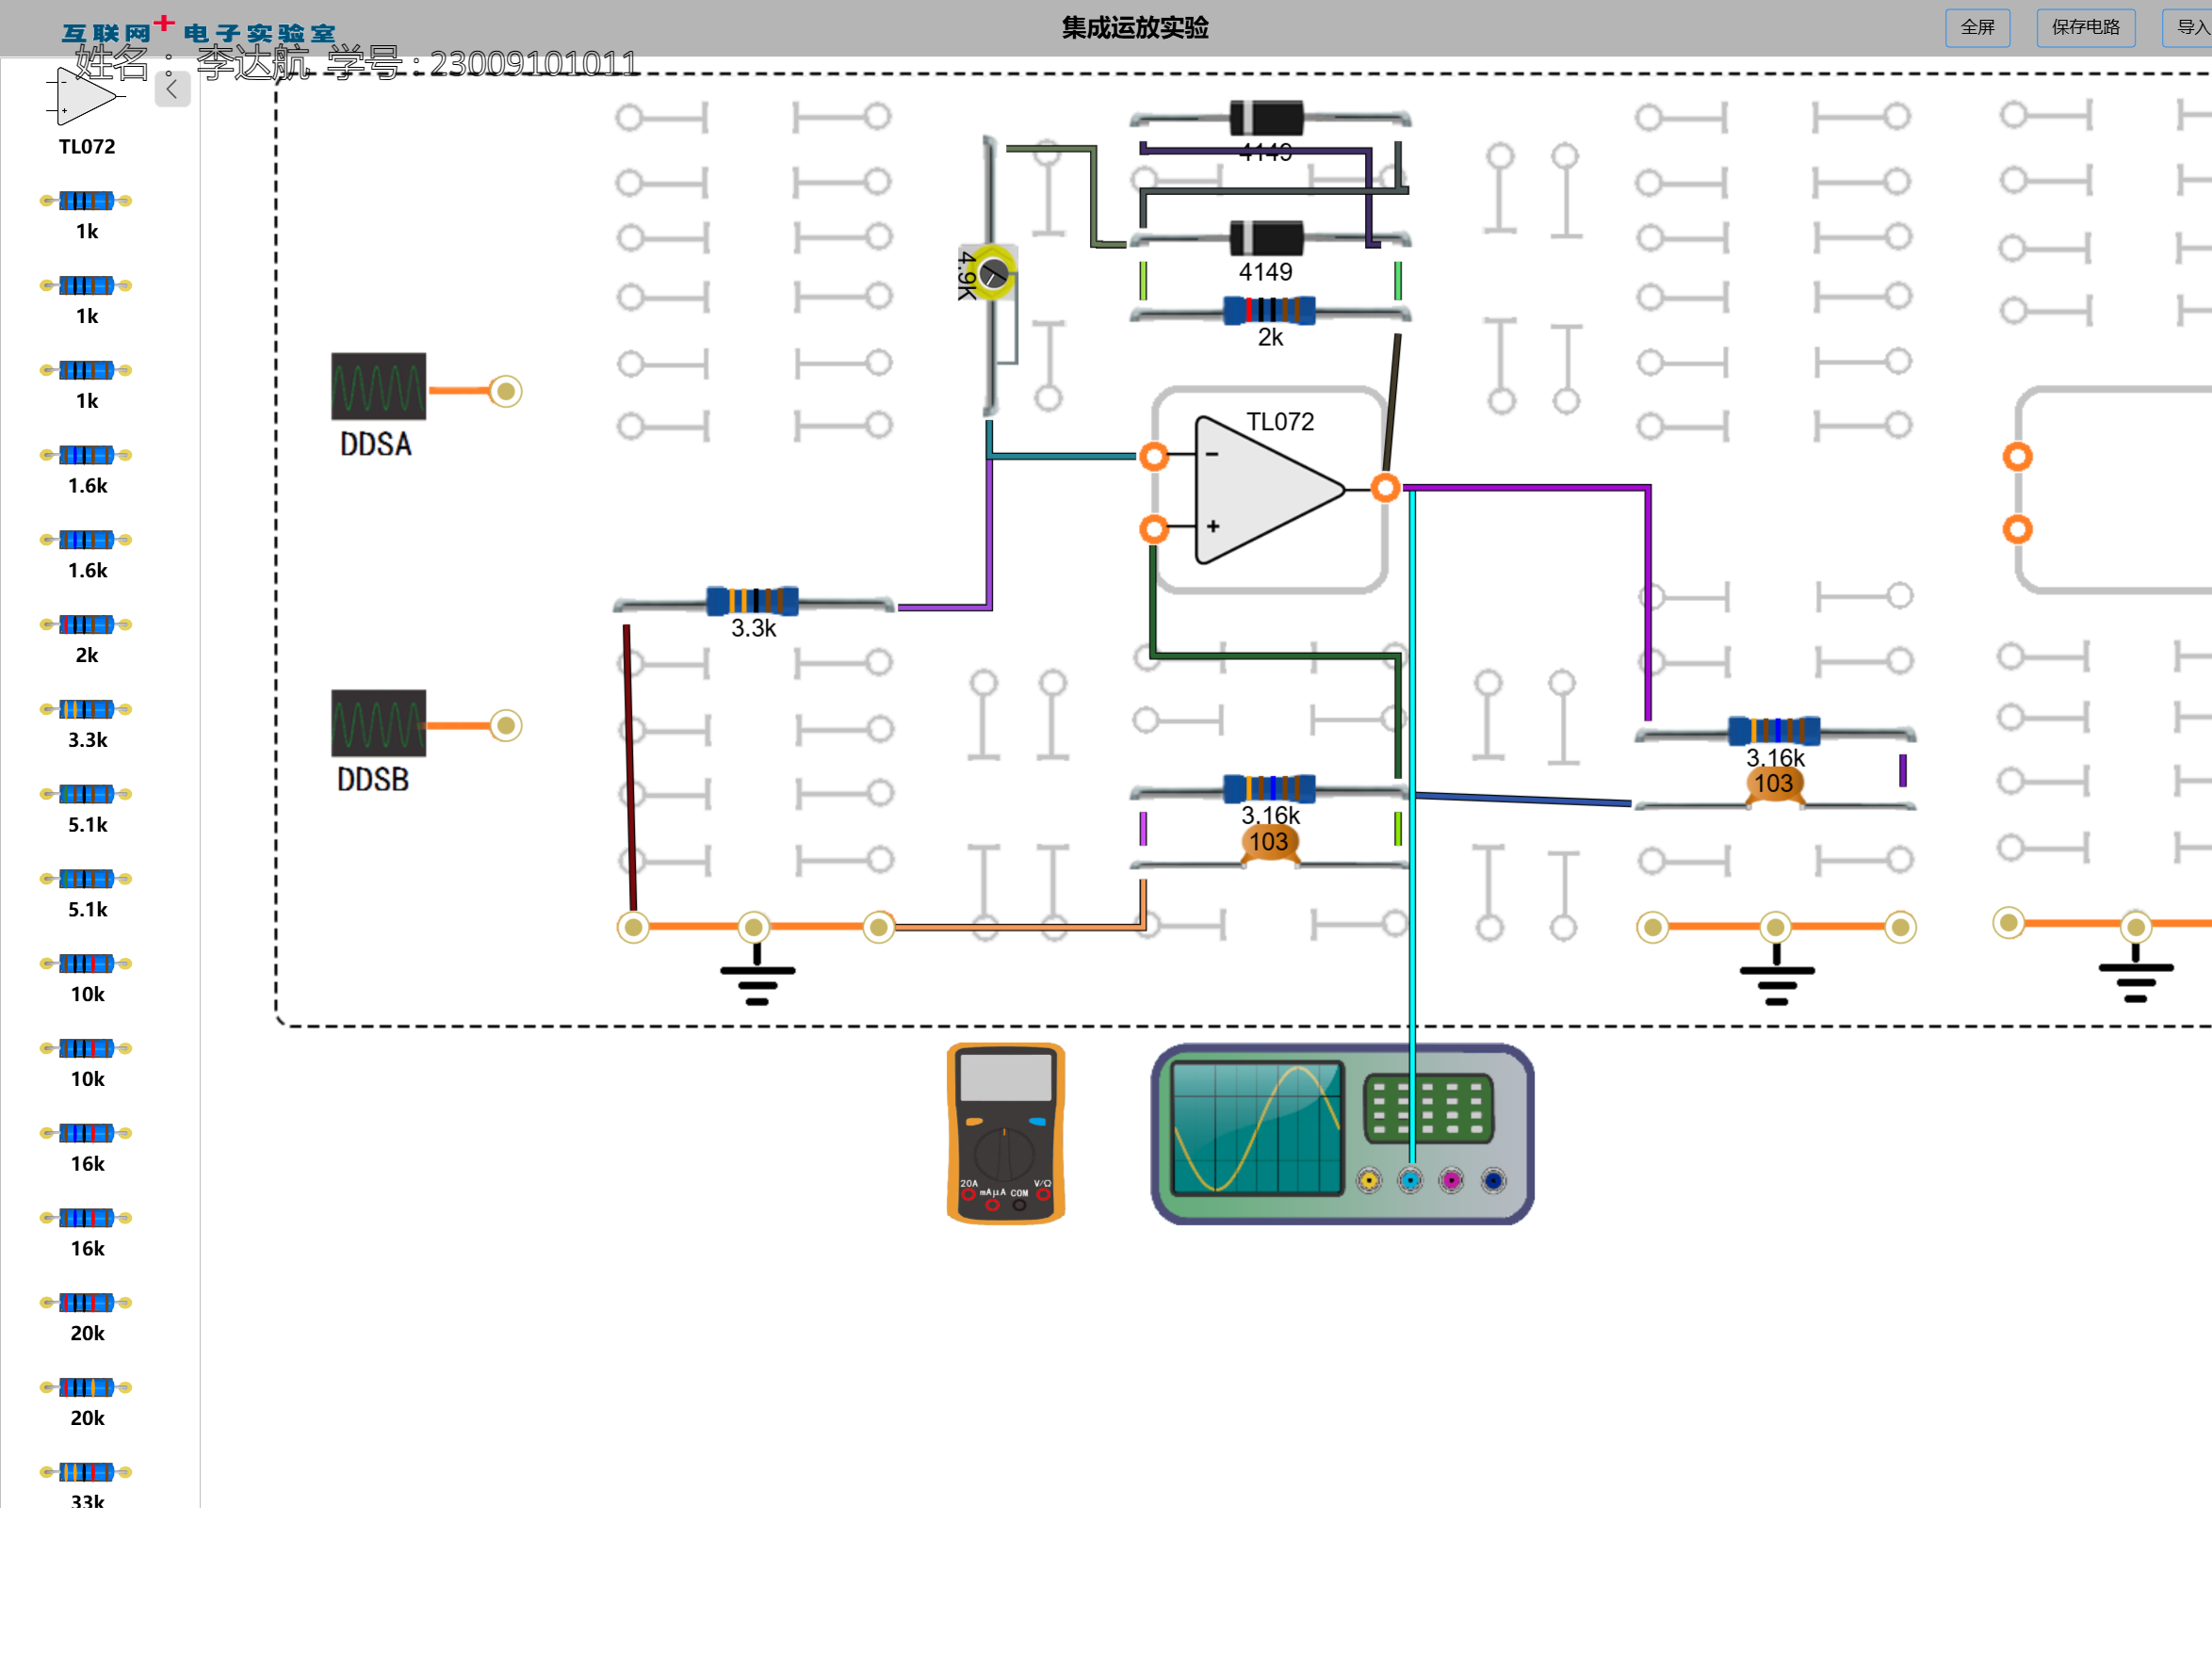 互联网+电子实验室
集成运放实验
全屏
保存电路
导入
姓名： 李达航 学号：23009101011
TL072
1k
1k
1k
1.6k
1.6k
2k
3.3k
5.1k
5.1k
10k
10k
16k
16k
20k
20k
33k
DDSA
DDSB
4149
4149
4.9K
2k
TL072
3.3k
3.16k
103
3.16k
103
20A
mAμA
COM
V/Ω